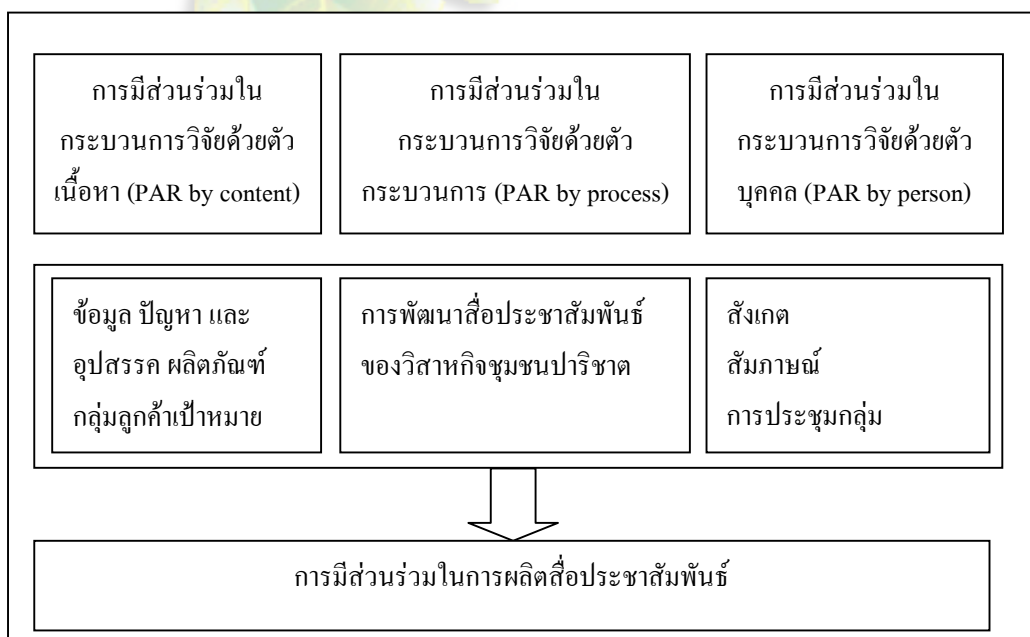 การมีส่วนร่วมใน
กระบวนการวิจัยด้วยตัว
เนื้อหา (PAR by content)
การมีส่วนร่วมใน
กระบวนการวิจัยด้วยตัว
กระบวนการ (PAR by process)
การมีส่วนร่วมใน
กระบวนการวิจัยด้วยตัว
บุคคล (PAR by person)
ข้อมูล ปัญหา และ
อุปสรรค ผลิตภัณฑ์
กลุ่มลูกค้าเป้าหมาย
การพัฒนาสื่อประชาสัมพันธ์
ของวิสาหกิจชุมชนปาริชาต
สังเกต
สัมภาษณ์
การประชุมกลุ่ม
การมีส่วนร่วมในการผลิตสื่อประชาสัมพันธ์